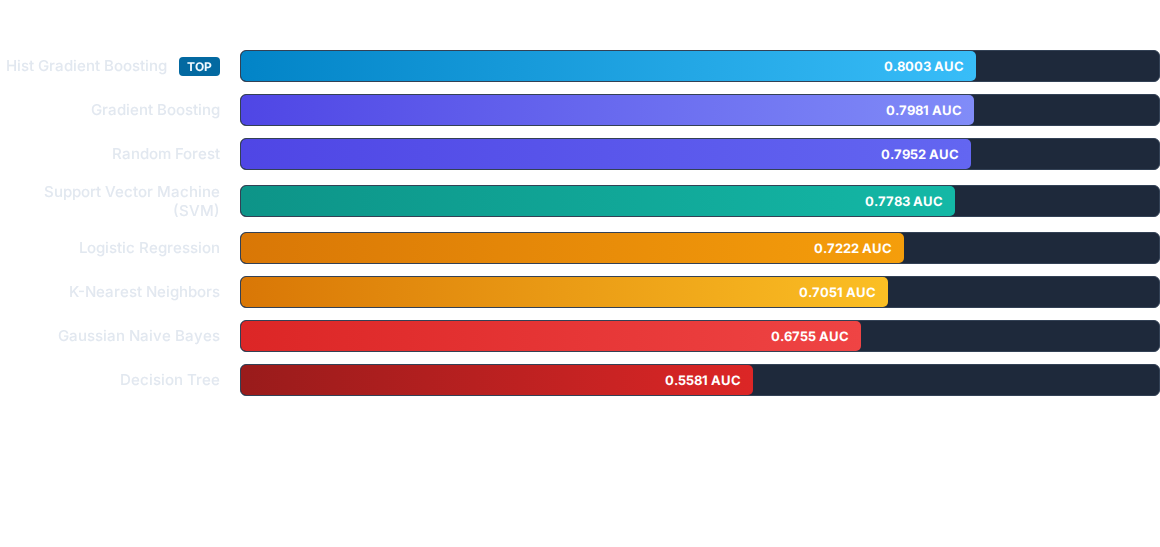 Hist Gradient Boosting TOP 0.8003 AUC
Gradient Boosting 0.7981 AUC
Random Forest 0.7952 AUC
Support Vector Machine
(SVM) 0.7783 AUC
Logistic Regression 0.7222 AUC
K-Nearest Neighbors 0.7051 AUC
Gaussian Naive Bayes 0.6755 AUC
Decision Tree 0.5581 AUC